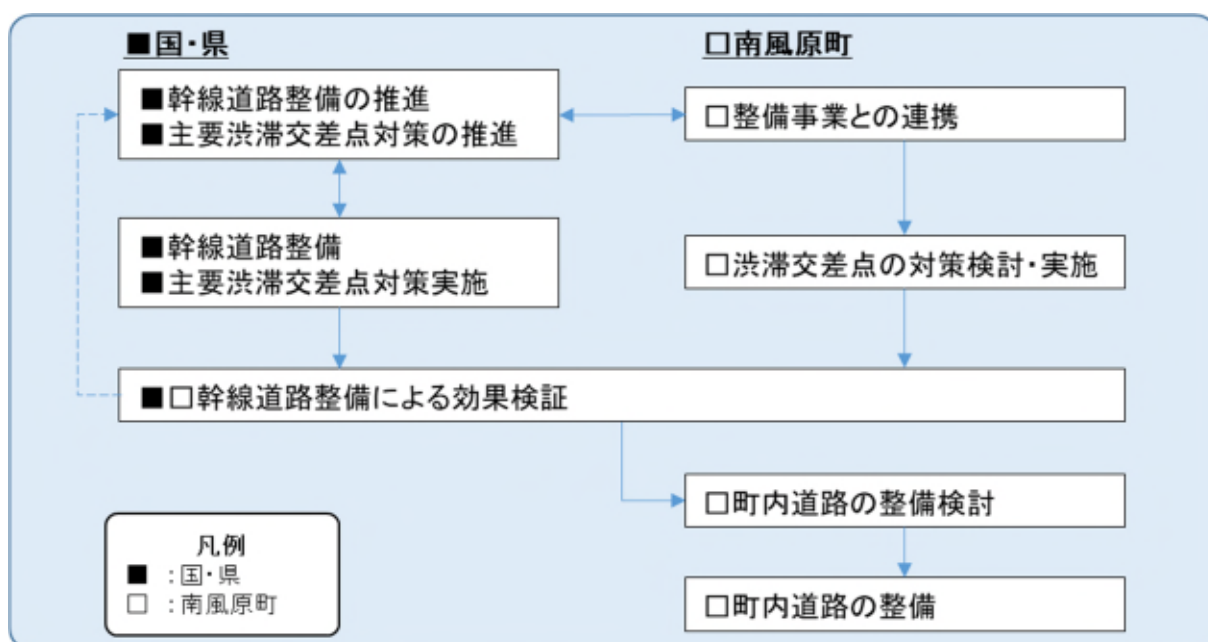 ■国・県
□南風原町
■幹線道路整備の推進
■主要渋滞交差点対策の推進
□整備事業との連携
■幹線道路整備
■主要渋滞交差点対策実施
□渋滞交差点の対策検討・実施
■□幹線道路整備による効果検証
□町内道路の整備検討
□町内道路の整備
凡例
■ :国・県
□ :南風原町